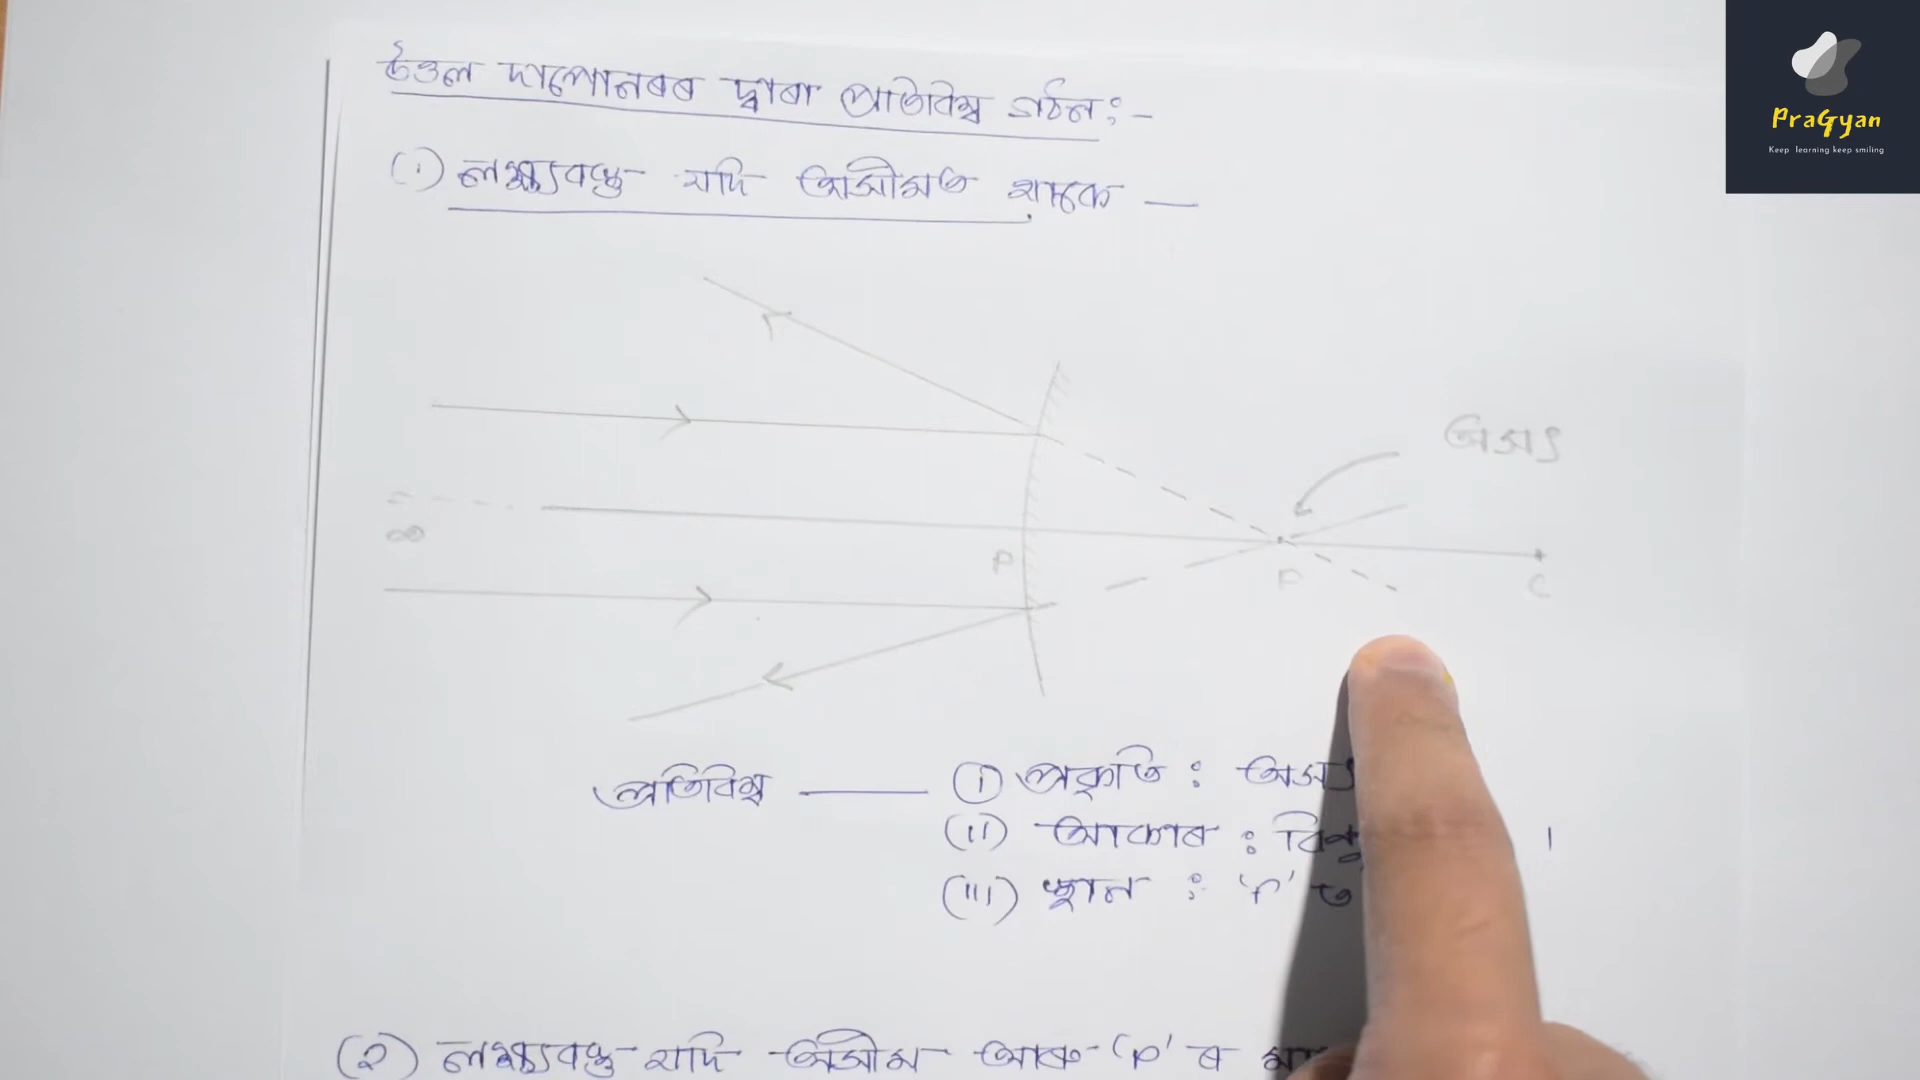 উত্তল দাপোনৰ দ্বাৰা প্ৰতিবিম্ব গঠন:-
(1) লক্ষ্যবস্তু যদি অসীমত থাকে —
অসৎ
∞
P
F
C
প্ৰতিবিম্ব —— (i) প্ৰকৃতি : অসৎ
(ii) আকাৰ :
(iii) স্থান : 'F' ত
(২) লক্ষ্যবস্তু যদি অসীম আৰু 'P' ৰ
PraGyan
Keep learning keep smiling